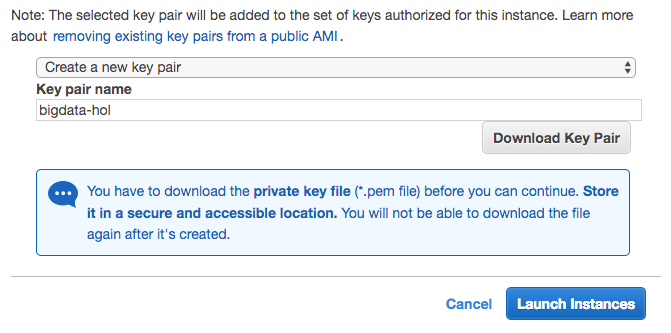 Note: The selected key pair will be added to the set of keys authorized for this instance. Learn more
about removing existing key pairs from a public AMI.
Create a new key pair
Key pair name
bigdata-hol
Download Key Pair
You have to download the private key file (*.pem file) before you can continue. Store
it in a secure and accessible location. You will not be able to download the file
again after it's created.
Cancel Launch Instances